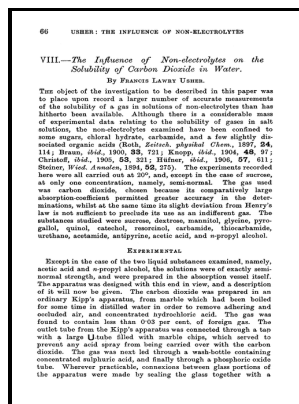 66 USHER: THE INFLUENCE OF NON-ELECTROLYTES
VIII.—The Influence of Non-electrolytes on the
Solubility of Carbon Dioxide in Water.
By FRANCIS LAWRY USHER.
THE object of the investigation to be described in this paper was
to place upon record a larger number of accurate measurements
of the solubility of a gas in solutions of non-electrolytes than has
hitherto been available. Although there is a considerable mass
of experimental data relating to the solubility of gases in salt
solutions, the non-electrolytes examined have been confined to
some sugars, chloral hydrate, carbamide, and a few slightly dis-
sociated organic acids (Roth, Zeitsch. physikal Chem., 1897, 24,
114; Braun, ibid., 1900, 33, 721; Knopp, ibid., 1904, 48, 97;
Christoff, ibid., 1905, 53, 321; Hüfner, ibid., 1906, 57, 611;
Steiner, Wied. Annalen, 1894, 52, 275). The experiments recorded
here were all carried out at 20°, and, except in the case of sucrose,
at only one concentration, namely, semi-normal. The gas used
was carbon dioxide, chosen because its comparatively large
absorption-coefficient permitted greater accuracy in the deter-
minations, whilst at the same time its slight deviation from Henry's
law is not sufficient to preclude its use as an indifferent gas. The
substances studied were sucrose, dextrose, mannitol, glycine, pyro-
gallol, quinol, catechol, resorcinol, carbamide, thiocarbamide,
urethane, acetamide, antipyrine, acetic acid, and n-propyl alcohol.
EXPERIMENTAL
Except in the case of the two liquid substances examined, namely,
acetic acid and n-propyl alcohol, the solutions were of exactly semi-
normal strength, and were prepared in the absorption vessel itself.
The apparatus was designed with this end in view, and a description
of it will now be given. The carbon dioxide was prepared in an
ordinary Kipp's apparatus, from marble which had been boiled
for some time in distilled water in order to remove adhering and
occluded air, and concentrated hydrochloric acid. The gas was
found to contain less than 0·03 per cent. of foreign gas. The
outlet tube from the Kipp's apparatus was connected through a tap
with a large U-tube filled with marble chips, which served to
prevent any acid spray from being carried over with the carbon
dioxide. The gas was next led through a wash-bottle containing
concentrated sulphuric acid, and finally through a phosphoric oxide
tube. Wherever practicable, connexions between glass portions of
the apparatus were made by sealing the glass together with a